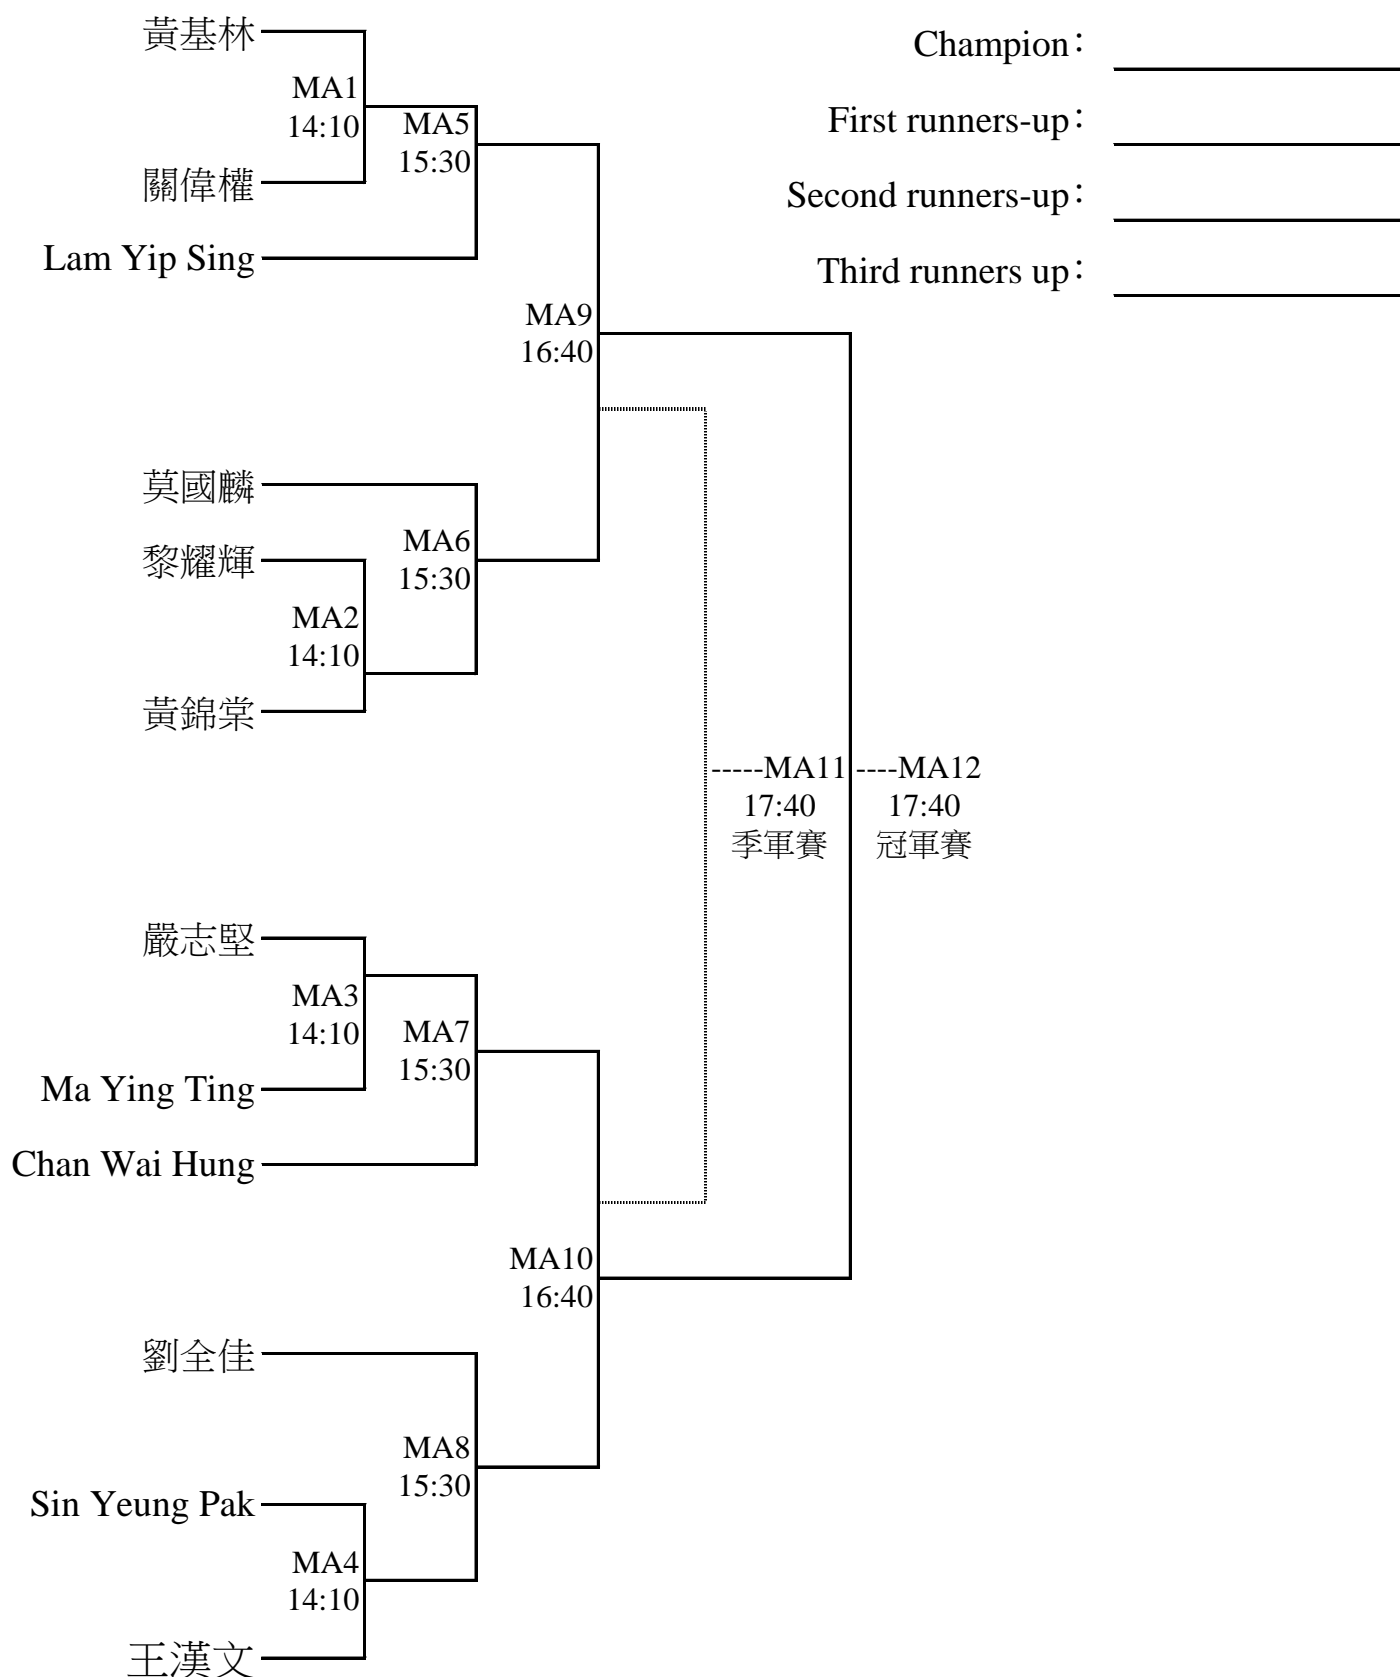 黃基林
Champion：
MA1
14:10
MA5
15:30
First runners-up：
關偉權
Second runners-up：
Lam Yip Sing
Third runners up：
MA9
16:40
莫國麟
黎耀輝
MA6
15:30
MA2
14:10
黃錦棠
-----MA11
17:40
季軍賽
----MA12
17:40
冠軍賽
嚴志堅
MA3
14:10
MA7
15:30
Ma Ying Ting
Chan Wai Hung
MA10
16:40
劉全佳
MA8
15:30
Sin Yeung Pak
MA4
14:10
王漢文